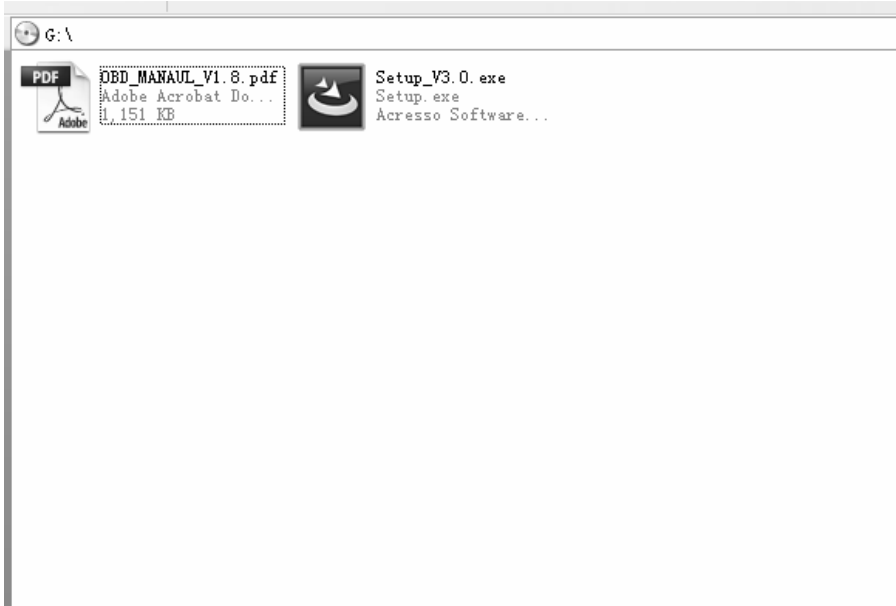 G:\
PDF
Adobe
OBD_MANAUL_V1.8.pdf
Adobe Acrobat Do...
1,151 KB
Setup_V3.0.exe
Setup.exe
Acresso Software...